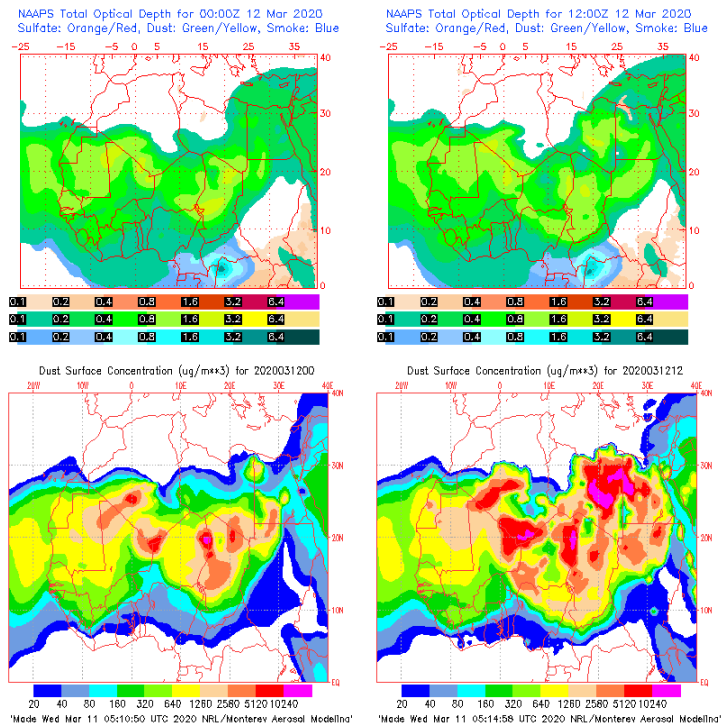 NAAPS Total Optical Depth for 00:00Z 12 Mar 2020
Sulfate: Orange/Red, Dust: Green/Yellow, Smoke: Blue
-25 -15 -5 0 5 15 25 35
40
30
20
10
0
0.1 0.2 0.4 0.8 1.6 3.2 6.4
0.1 0.2 0.4 0.8 1.6 3.2 6.4
0.1 0.2 0.4 0.8 1.6 3.2 6.4
NAAPS Total Optical Depth for 12:00Z 12 Mar 2020
Sulfate: Orange/Red, Dust: Green/Yellow, Smoke: Blue
-25 -15 -5 0 5 15 25 35
40
30
20
10
0
0.1 0.2 0.4 0.8 1.6 3.2 6.4
0.1 0.2 0.4 0.8 1.6 3.2 6.4
0.1 0.2 0.4 0.8 1.6 3.2 6.4
Dust Surface Concentration (ug/m**3) for 2020031200
20W 10W 0 10E 20E 30E 40E
40N
30N
20N
10N
EQ
20 40 80 160 320 640 1280 2560 5120 10240
'Made Wed Mar 11 05:10:50 UTC 2020 NRL/Monterey Aerosol Modeling'
Dust Surface Concentration (ug/m**3) for 2020031212
20W 10W 0 10E 20E 30E 40E
40N
30N
20N
10N
EQ
20 40 80 160 320 640 1280 2560 5120 10240
'Made Wed Mar 11 05:14:58 UTC 2020 NRL/Monterey Aerosol Modeling'